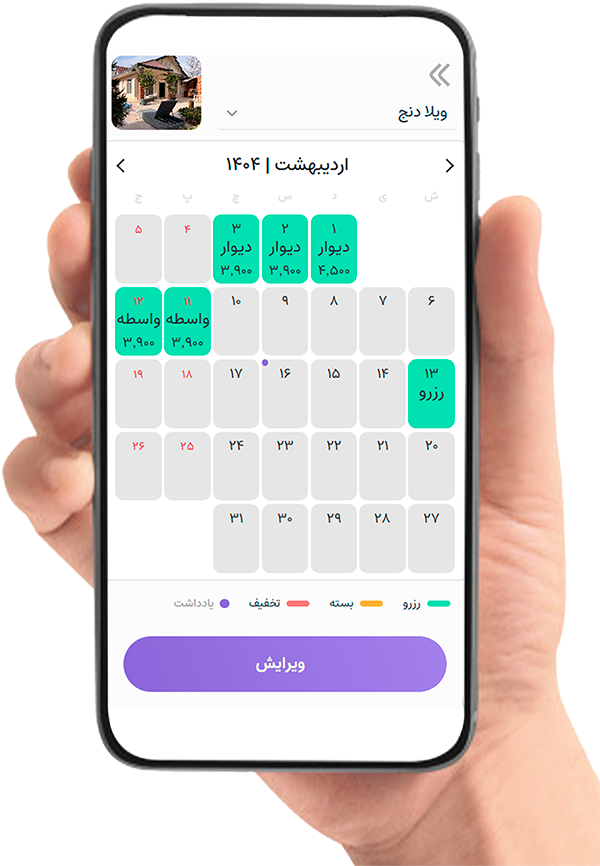 ویلا دنج
اردیبهشت | ۱۴۰۴
ش ی د س چ پ ج
۱ ۲ ۳ ۴ ۵
دیوار دیوار دیوار
۴,۵۰۰ ۳,۹۰۰ ۳,۹۰۰
۶ ۷ ۸ ۹ ۱۰ ۱۱ ۱۲
واسطه واسطه
۳,۹۰۰ ۳,۹۰۰
۱۳ ۱۴ ۱۵ ۱۶ ۱۷ ۱۸ ۱۹
رزرو
۲۰ ۲۱ ۲۲ ۲۳ ۲۴ ۲۵ ۲۶
۲۷ ۲۸ ۲۹ ۳۰ ۳۱
رزرو بسته تخفیف یادداشت
ویرایش